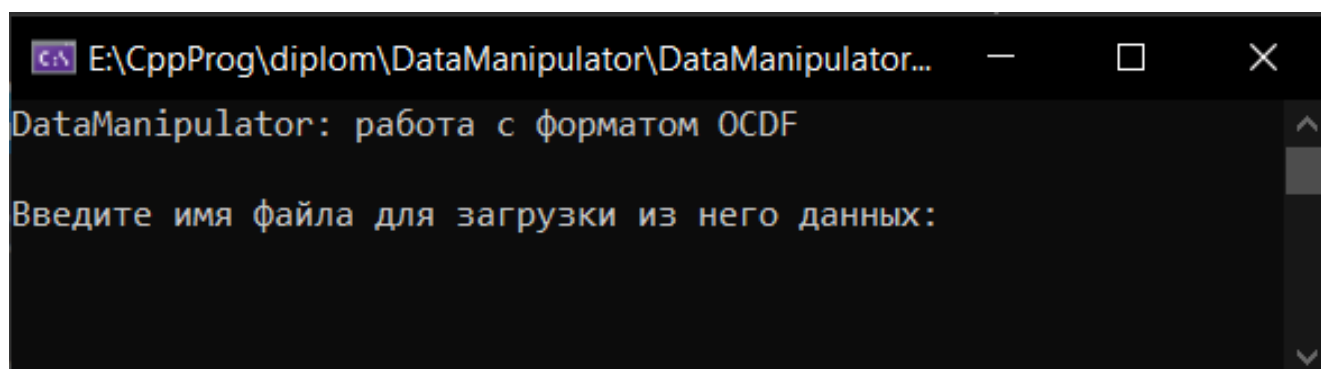 E:\CppProg\diplom\DataManipulator\DataManipulator...
DataManipulator: работа с форматом OCDF
Введите имя файла для загрузки из него данных: